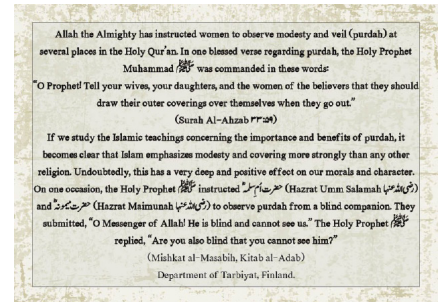 Allah the Almighty has instructed women to observe modesty and veil (purdah) at
several places in the Holy Qur'an. In one blessed verse regarding purdah, the Holy Prophet
Muhammad ﷺ was commanded in these words:
"O Prophet! Tell your wives, your daughters, and the women of the believers that they should
draw their outer coverings over themselves when they go out."
(Surah Al-Ahzab ۳۳:۵۹)
If we study the Islamic teachings concerning the importance and benefits of purdah, it
becomes clear that Islam emphasizes modesty and covering more strongly than any other
religion. Undoubtedly, this has a very deep and positive effect on our morals and character.
On one occasion, the Holy Prophet ﷺ instructed حضرت ام سلمہ (Hazrat Umm Salamah رضی اللہ عنہا)
and حضرت میمونہ (Hazrat Maimunah رضی اللہ عنہا) to observe purdah from a blind companion. They
submitted, "O Messenger of Allah! He is blind and cannot see us." The Holy Prophet ﷺ
replied, "Are you also blind that you cannot see him?"
(Mishkat al-Masabih, Kitab al-Adab)
Department of Tarbiyat, Finland.